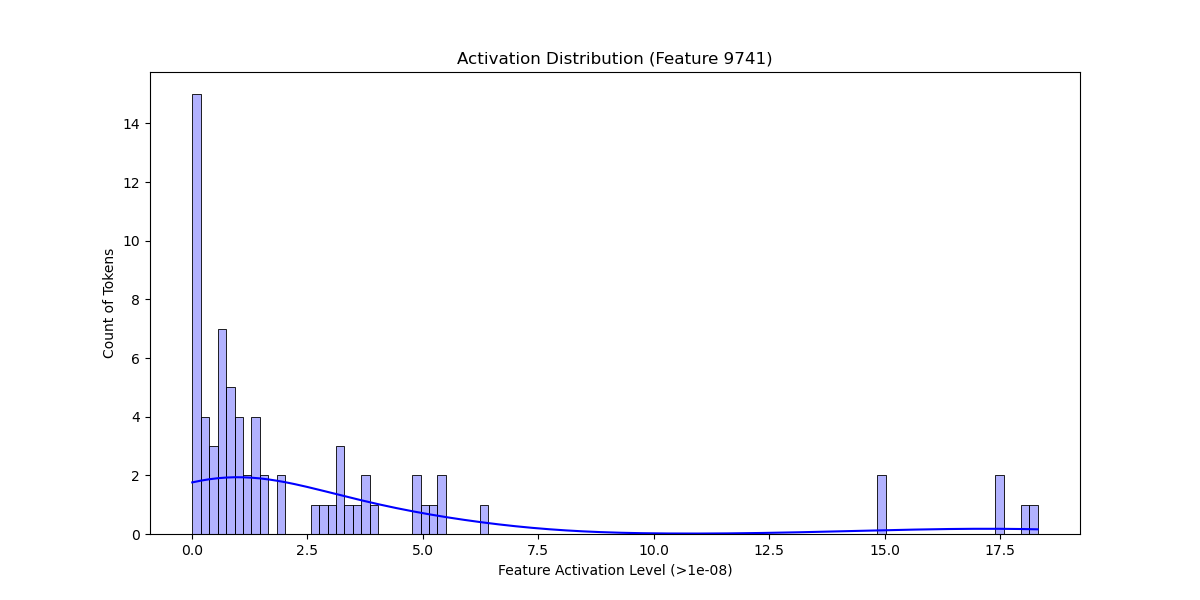 Activation Distribution (Feature 9741)
14
12
10
8
6
4
2
0
Count of Tokens
0.0 2.5 5.0 7.5 10.0 12.5 15.0 17.5
Feature Activation Level (>1e-08)